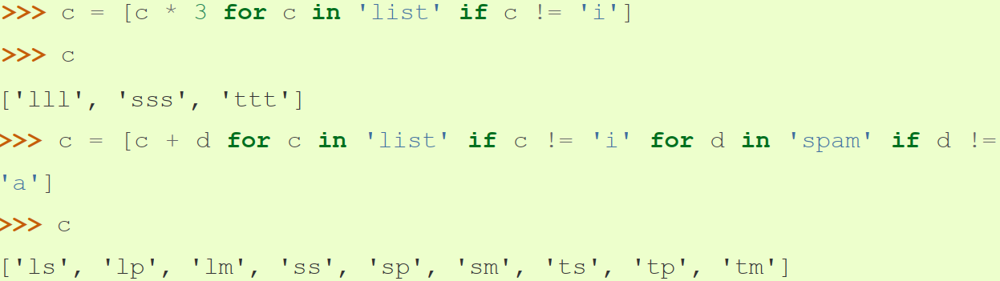 >>> c = [c * 3 for c in 'list' if c != 'i']
>>> c
['lll', 'sss', 'ttt']
>>> c = [c + d for c in 'list' if c != 'i' for d in 'spam' if d !=
'a']
>>> c
['ls', 'lp', 'lm', 'ss', 'sp', 'sm', 'ts', 'tp', 'tm']